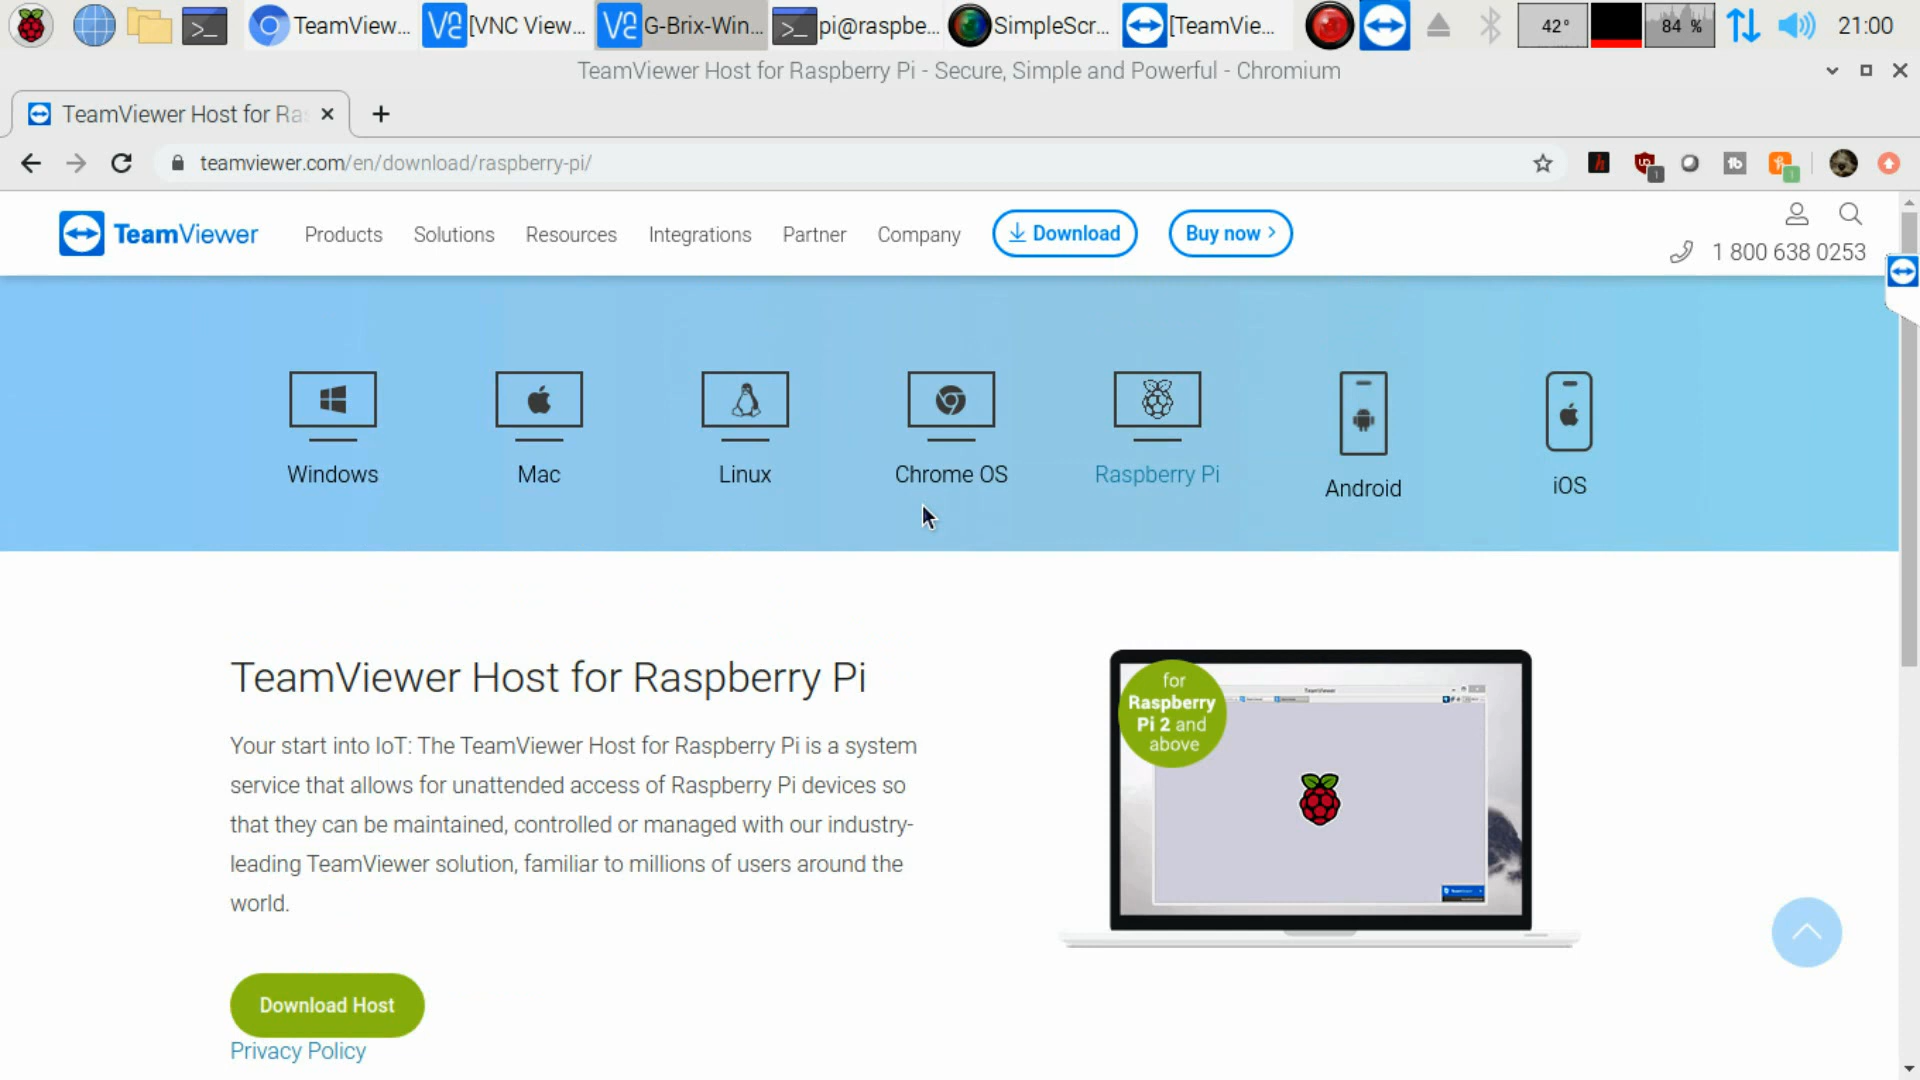 TeamView...
[VNC View...
G-Brix-Win...
pi@raspbe...
SimpleScr...
[TeamVie...
42°
84 %
21:00
TeamViewer Host for Raspberry Pi - Secure, Simple and Powerful - Chromium
TeamViewer Host for Ra
teamviewer.com/en/download/raspberry-pi/
TeamViewer
Products
Solutions
Resources
Integrations
Partner
Company
Download
Buy now
1 800 638 0253
Windows
Mac
Linux
Chrome OS
Raspberry Pi
Android
iOS
TeamViewer Host for Raspberry Pi
Your start into IoT: The TeamViewer Host for Raspberry Pi is a system
service that allows for unattended access of Raspberry Pi devices so
that they can be maintained, controlled or managed with our industry-
leading TeamViewer solution, familiar to millions of users around the
world.
for
Raspberry
Pi 2 and
above
Download Host
Privacy Policy